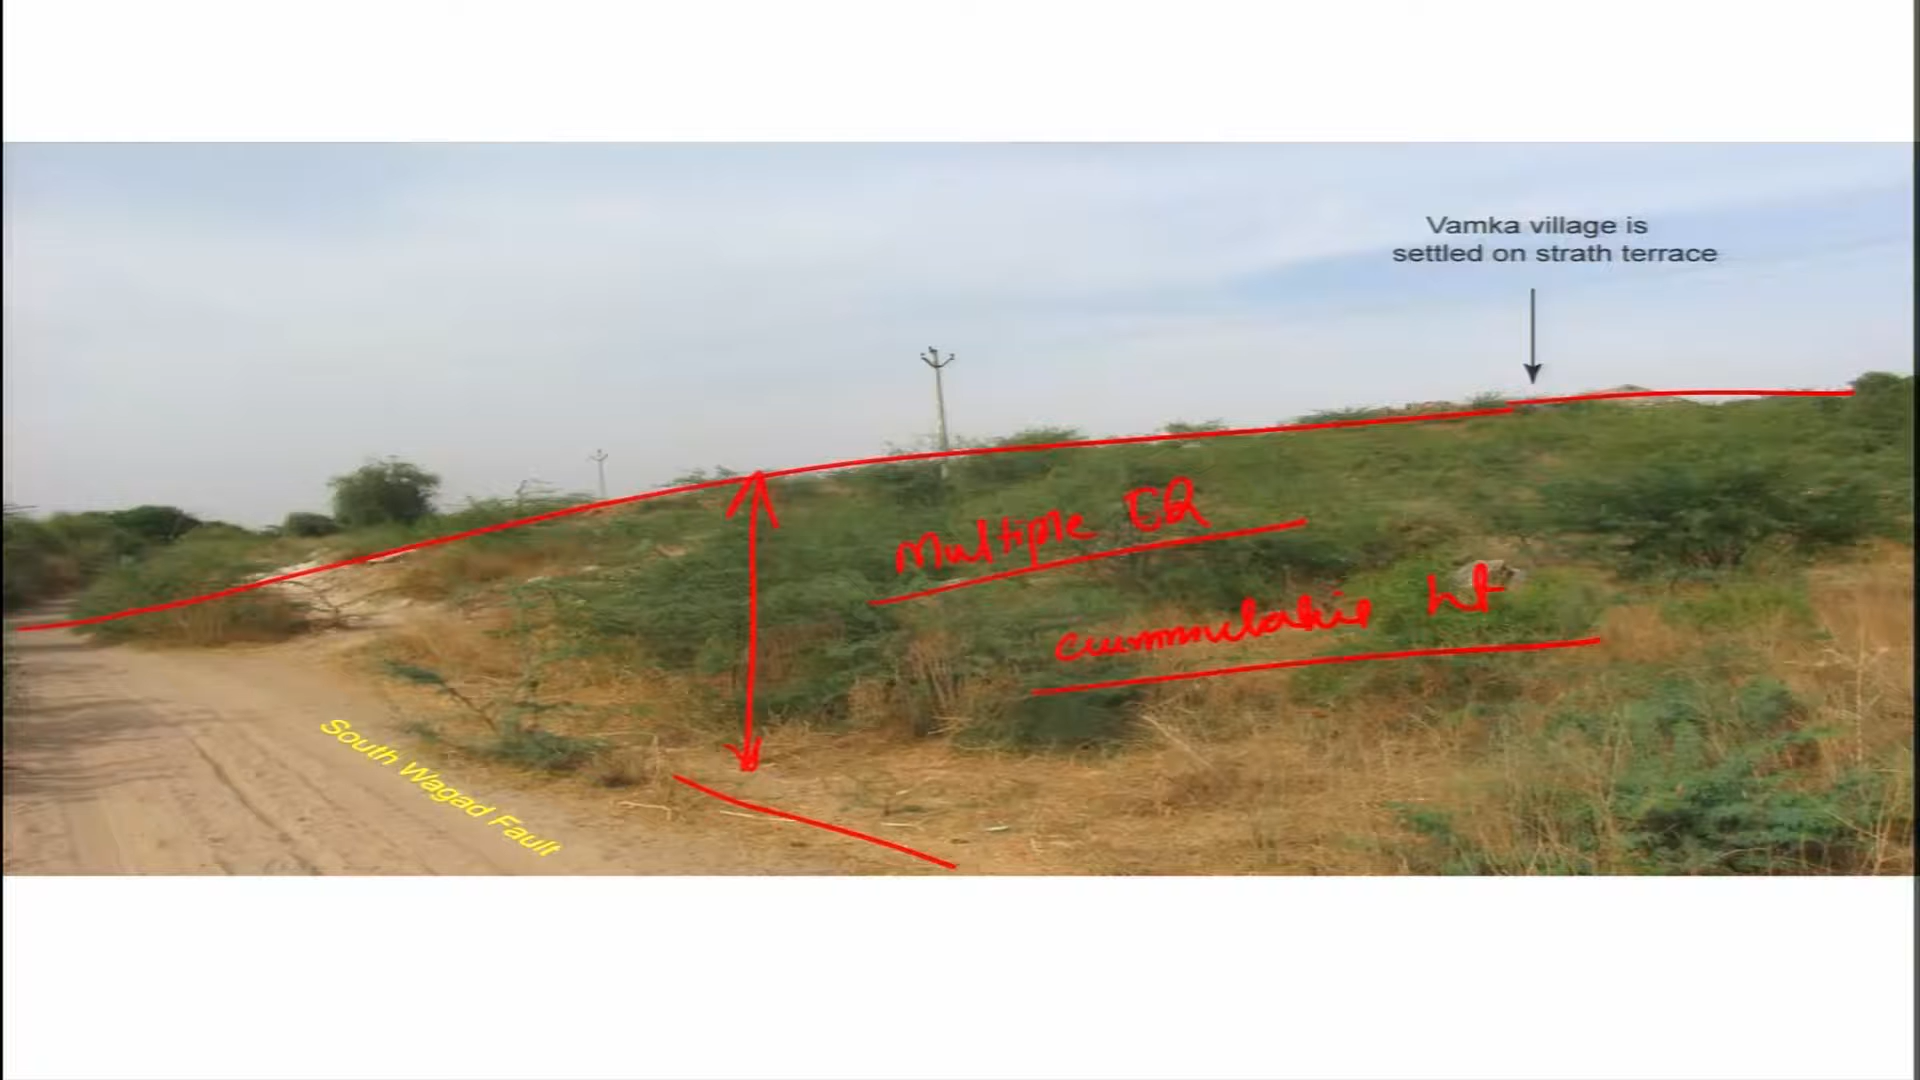 Vamka village is
settled on strath terrace
Multiple EQ
cummulative ht
South Wagad Fault